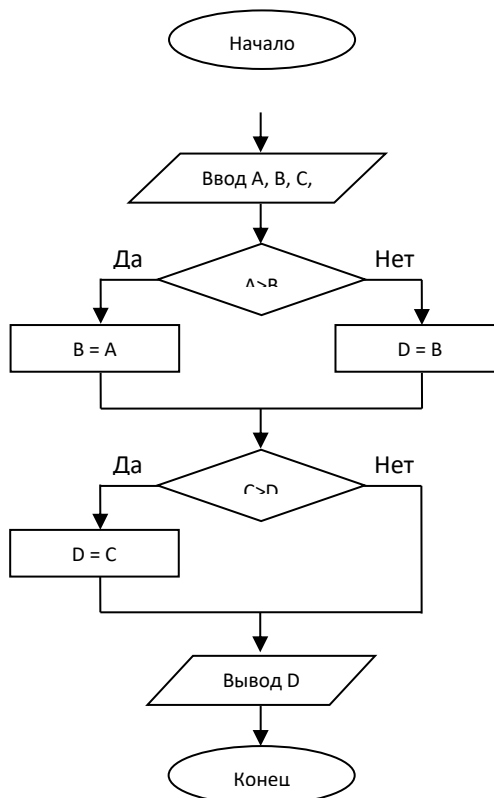 Начало
Ввод A, B, C,
Да
Нет
A>B
B = A
D = B
Да
Нет
C>D
D = C
Вывод D
Конец